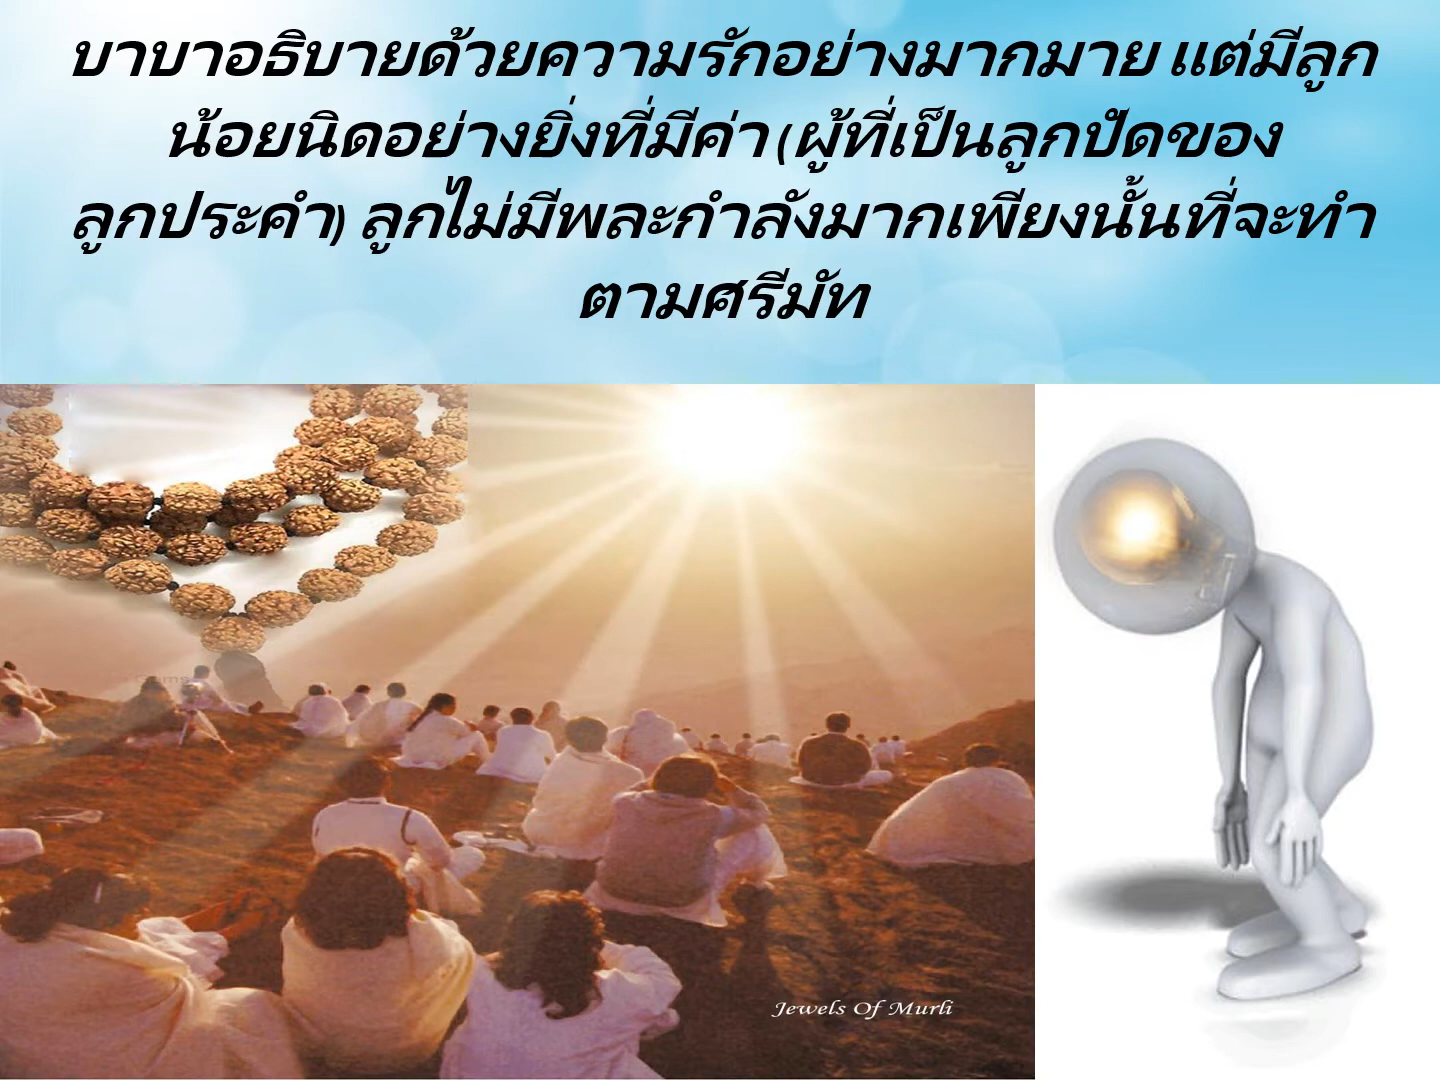 บาบาอธิบายด้วยความรักอย่างมากมาย แต่มีลูก
น้อยนิดอย่างยิ่งที่มีค่า (ผู้ที่เป็นลูกปัดของ
ลูกประคำ) ลูกไม่มีพละกำลังมากเพียงนั้นที่จะทำ
ตามศรีมัท
Jewels Of Murli